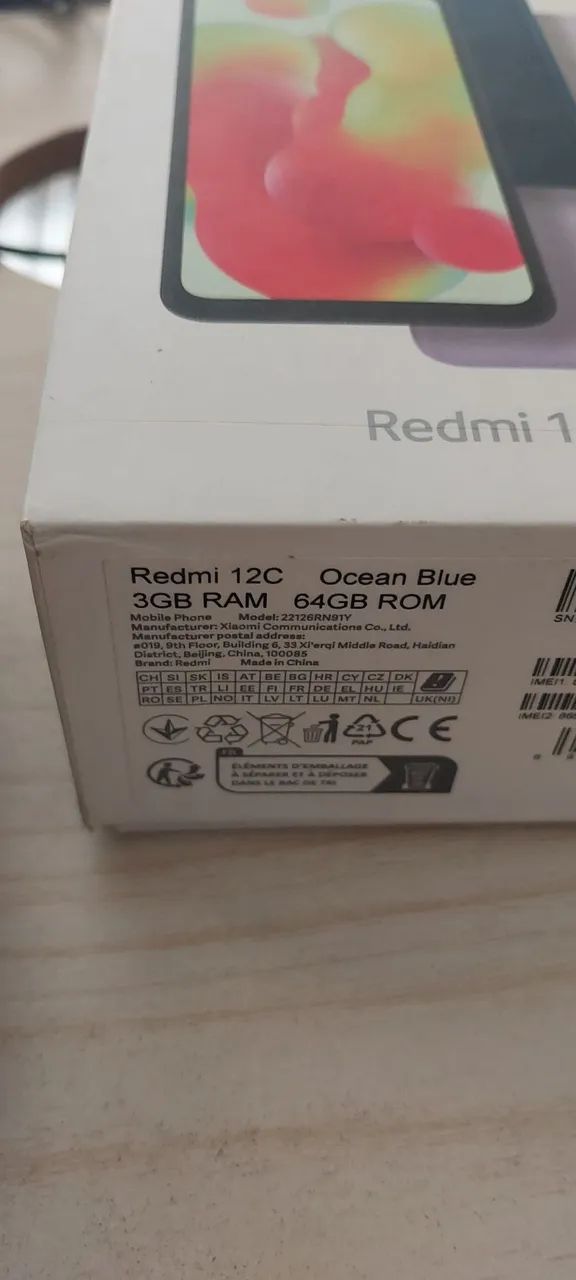 Redmi 1
Redmi 12C Ocean Blue
3GB RAM 64GB ROM
Mobile Phone Model: 22126RN91Y
Manufacturer: Xiaomi Communications Co., Ltd.
Manufacturer postal address:
#019, 9th Floor, Building 6, 33 Xi'erqi Middle Road, Haidian
District, Beijing, China, 100085
Brand: Redmi Made in China
CH SI SK IS AT BE BG HR CY CZ DK
PT ES TR LI EE FI FR DE EL HU IE
RO SE PL NO IT LV LT LU MT NL UK(NI)
21
PAP
CE
FR
ÉLÉMENTS D'EMBALLAGE
À SÉPARER ET À DÉPOSER
DANS LE BAC DE TRI
SN
IMEI1
IMEI2